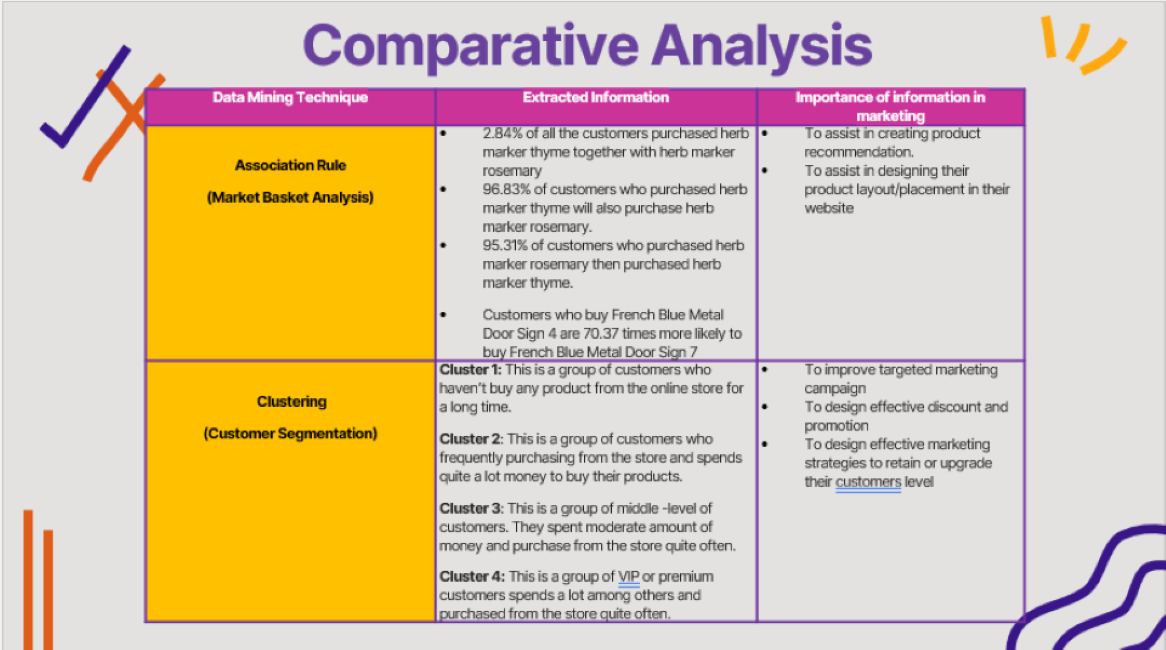 Comparative Analysis
Data Mining Technique
Extracted Information
Importance of information in
marketing
Association Rule
(Market Basket Analysis)
• 2.84% of all the customers purchased herb
marker thyme together with herb marker
rosemary
• 96.83% of customers who purchased herb
marker thyme will also purchase herb
marker rosemary.
• 95.31% of customers who purchased herb
marker rosemary then purchased herb
marker thyme.
• Customers who buy French Blue Metal
Door Sign 4 are 70.37 times more likely to
buy French Blue Metal Door Sign 7
• To assist in creating product
recommendation.
• To assist in designing their
product layout/placement in their
website
Clustering
(Customer Segmentation)
Cluster 1: This is a group of customers who
haven't buy any product from the online store for
a long time.
Cluster 2: This is a group of customers who
frequently purchasing from the store and spends
quite a lot money to buy their products.
Cluster 3: This is a group of middle -level of
customers. They spent moderate amount of
money and purchase from the store quite often.
Cluster 4: This is a group of VIP or premium
customers spends a lot among others and
purchased from the store quite often.
• To improve targeted marketing
campaign
• To design effective discount and
promotion
• To design effective marketing
strategies to retain or upgrade
their customers level